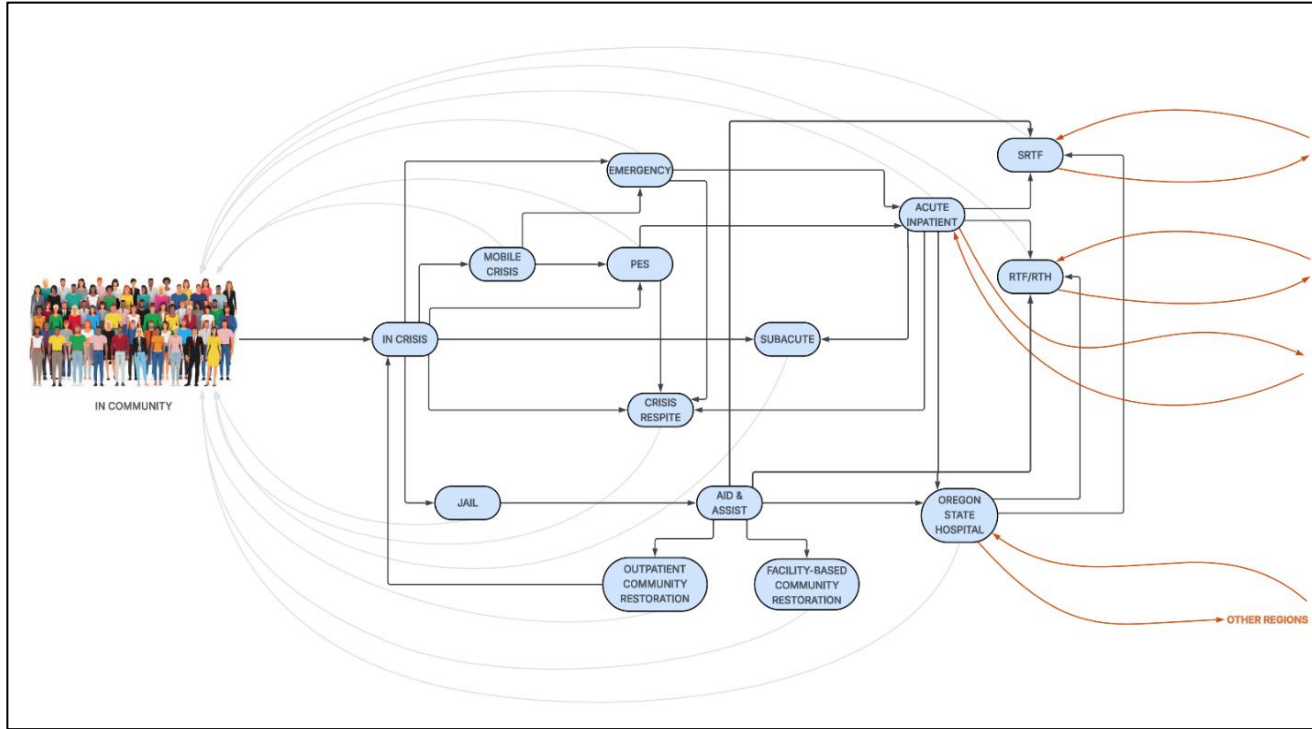 SRTF
EMERGENCY
ACUTE
INPATIENT
MOBILE
CRISIS
PES
RTF/RTH
IN CRISIS
SUBACUTE
IN COMMUNITY
CRISIS
RESPITE
JAIL
AID &
ASSIST
OREGON
STATE
HOSPITAL
OUTPATIENT
COMMUNITY
RESTORATION
FACILITY-BASED
COMMUNITY
RESTORATION
OTHER REGIONS